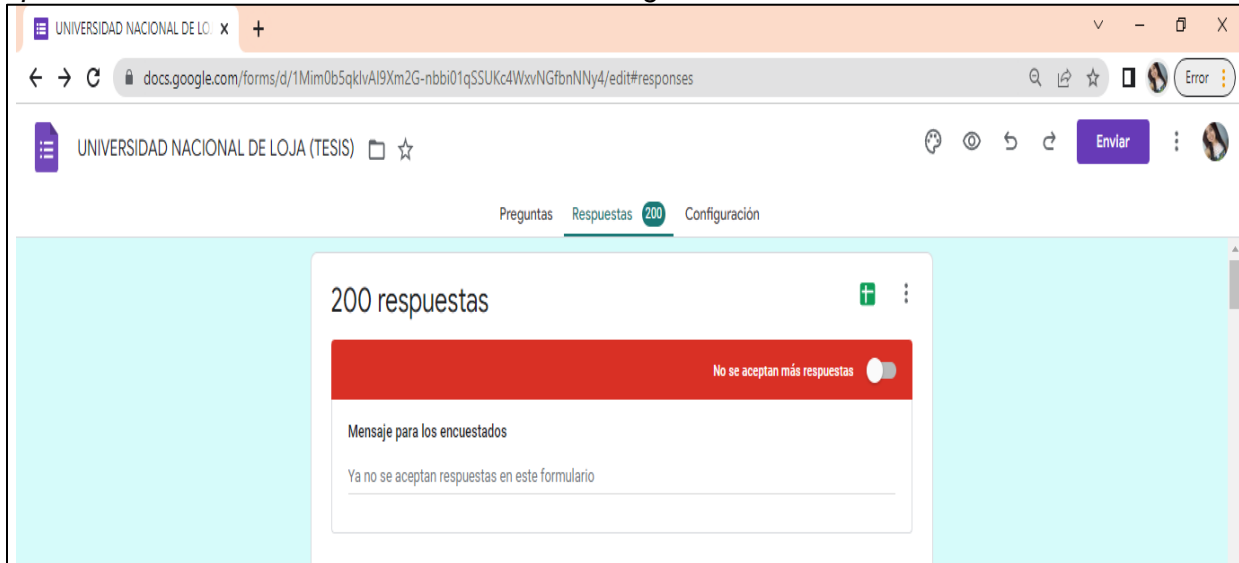 UNIVERSIDAD NACIONAL DE LO
docs.google.com/forms/d/1Mim0b5qklvAI9Xm2G-nbbi01qSSUKc4WxvNGfbnNNy4/edit#responses
Error
UNIVERSIDAD NACIONAL DE LOJA (TESIS)
Enviar
Preguntas Respuestas 200 Configuración
200 respuestas
No se aceptan más respuestas
Mensaje para los encuestados
Ya no se aceptan respuestas en este formulario